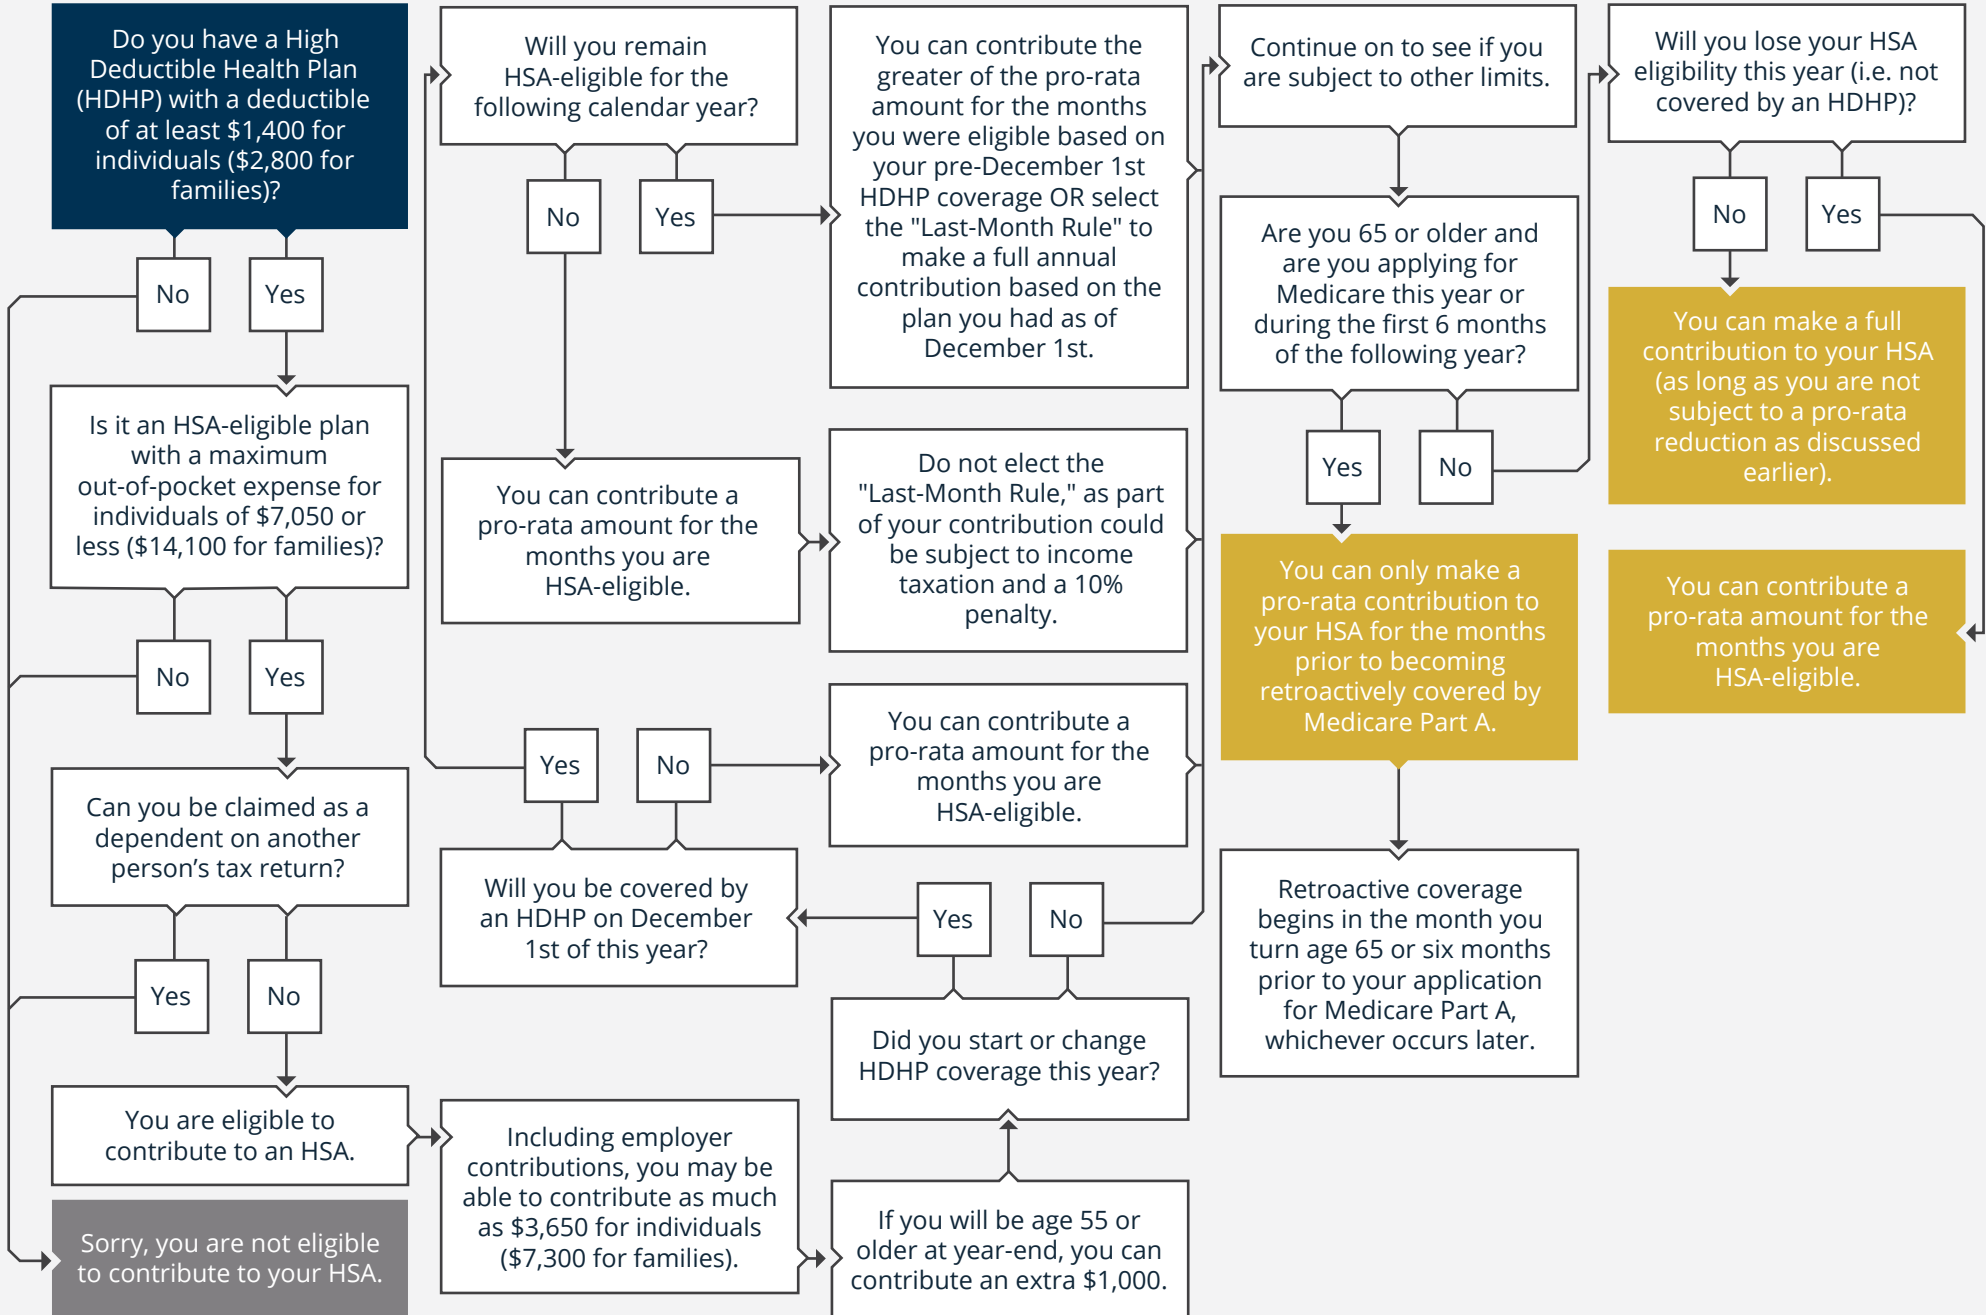 Do you have a High
Deductible Health Plan
(HDHP) with a deductible
of at least $1,400 for
individuals ($2,800 for
families)?
No
Yes
Is it an HSA-eligible plan
with a maximum
out-of-pocket expense for
individuals of $7,050 or
less ($14,100 for families)?
No
Yes
Can you be claimed as a
dependent on another
person’s tax return?
Yes
No
You are eligible to
contribute to an HSA.
Sorry, you are not eligible
to contribute to your HSA.
Including employer
contributions, you may be
able to contribute as much
as $3,650 for individuals
($7,300 for families).
If you will be age 55 or
older at year-end, you can
contribute an extra $1,000.
Did you start or change
HDHP coverage this year?
Yes
No
Will you be covered by
an HDHP on December
1st of this year?
Yes
No
You can contribute a
pro-rata amount for the
months you are
HSA-eligible.
Will you remain
HSA-eligible for the
following calendar year?
No
Yes
You can contribute a
pro-rata amount for the
months you are
HSA-eligible.
Do not elect the
"Last-Month Rule," as part
of your contribution could
be subject to income
taxation and a 10%
penalty.
You can contribute the
greater of the pro-rata
amount for the months
you were eligible based on
your pre-December 1st
HDHP coverage OR select
the "Last-Month Rule" to
make a full annual
contribution based on the
plan you had as of
December 1st.
Continue on to see if you
are subject to other limits.
Are you 65 or older and
are you applying for
Medicare this year or
during the first 6 months
of the following year?
Yes
No
You can only make a
pro-rata contribution to
your HSA for the months
prior to becoming
retroactively covered by
Medicare Part A.
Retroactive coverage
begins in the month you
turn age 65 or six months
prior to your application
for Medicare Part A,
whichever occurs later.
Will you lose your HSA
eligibility this year (i.e. not
covered by an HDHP)?
No
Yes
You can make a full
contribution to your HSA
(as long as you are not
subject to a pro-rata
reduction as discussed
earlier).
You can contribute a
pro-rata amount for the
months you are
HSA-eligible.